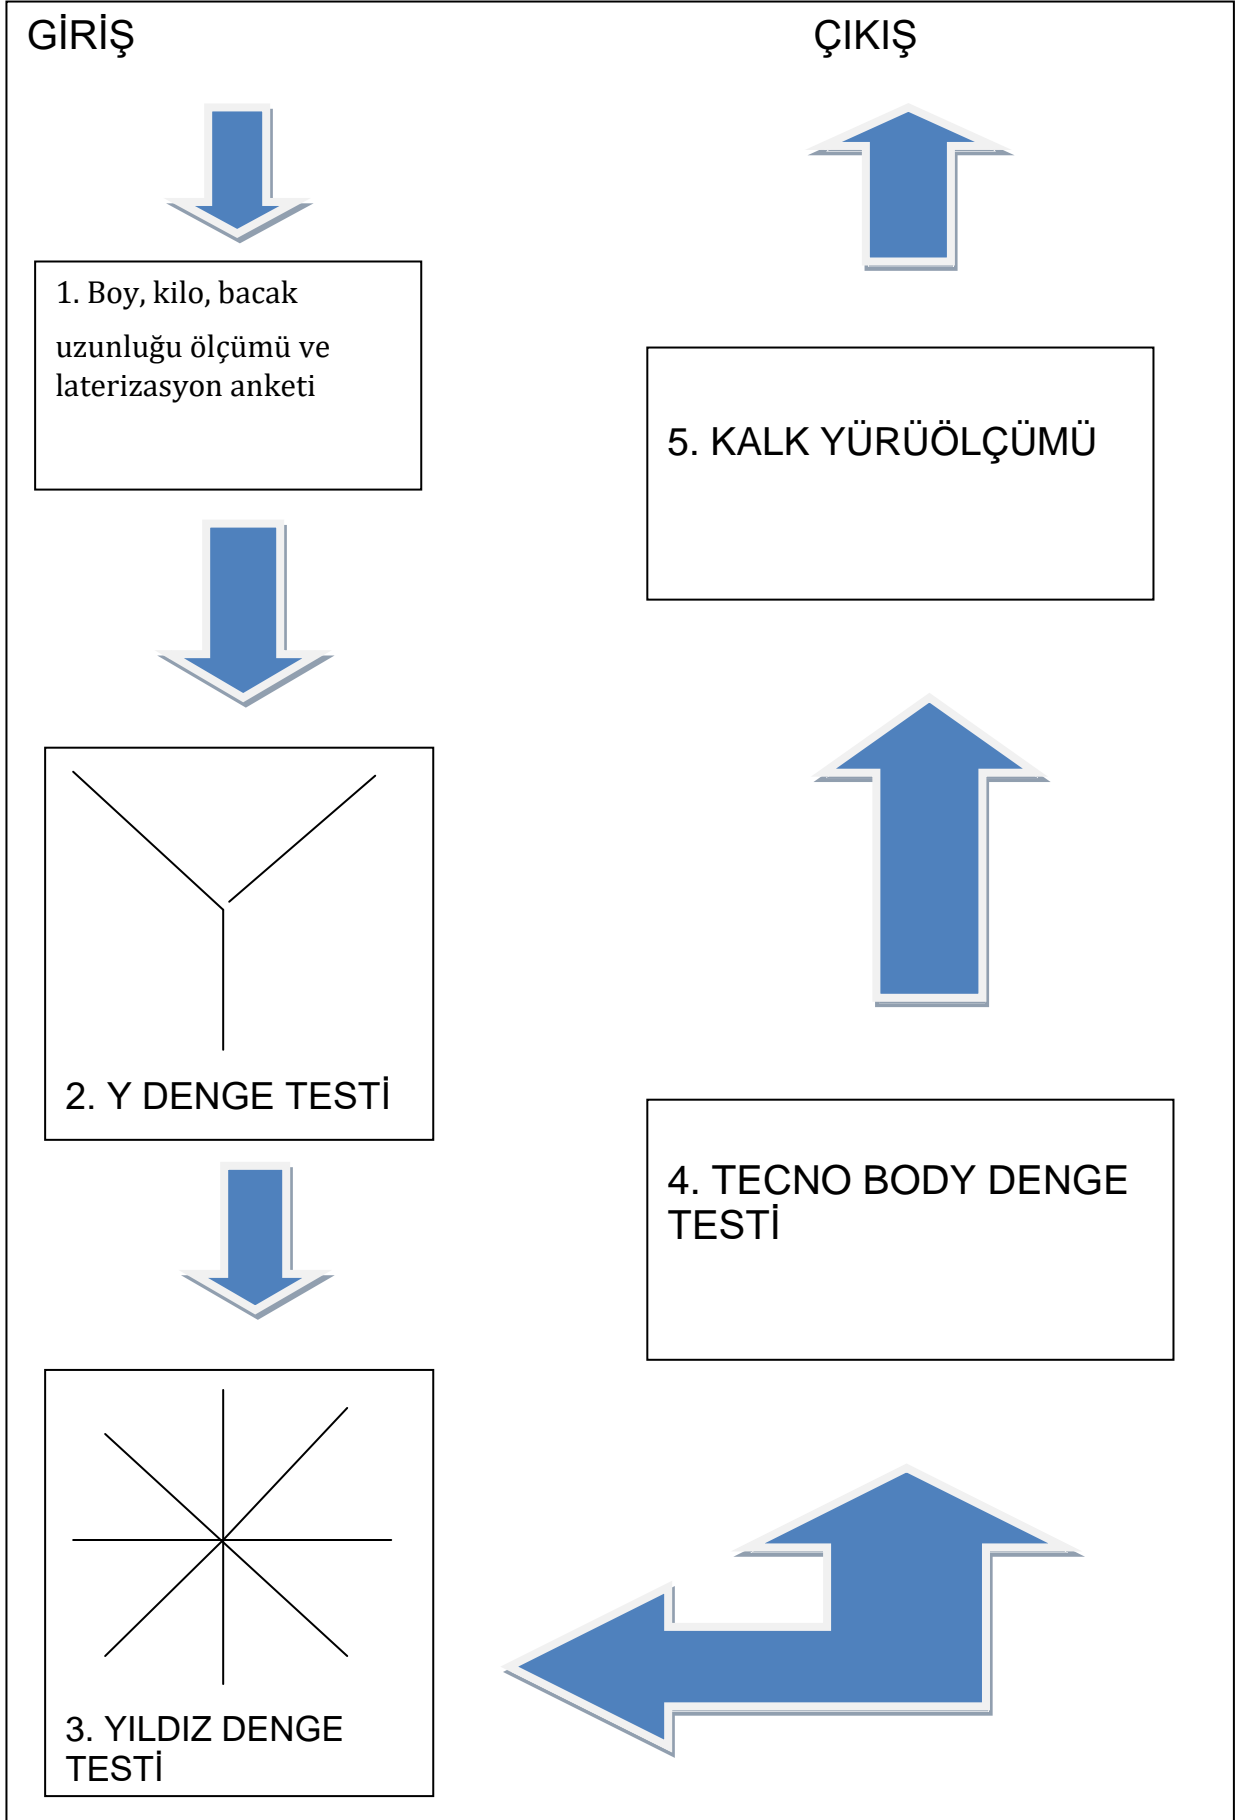 GİRİŞ
ÇIKIŞ
1. Boy, kilo, bacak
uzunluğu ölçümü ve
laterizasyon anketi
2. Y DENGE TESTİ
3. YILDIZ DENGE
TESTİ
4. TECNO BODY DENGE
TESTİ
5. KALK YÜRÜÖLÇÜMÜ